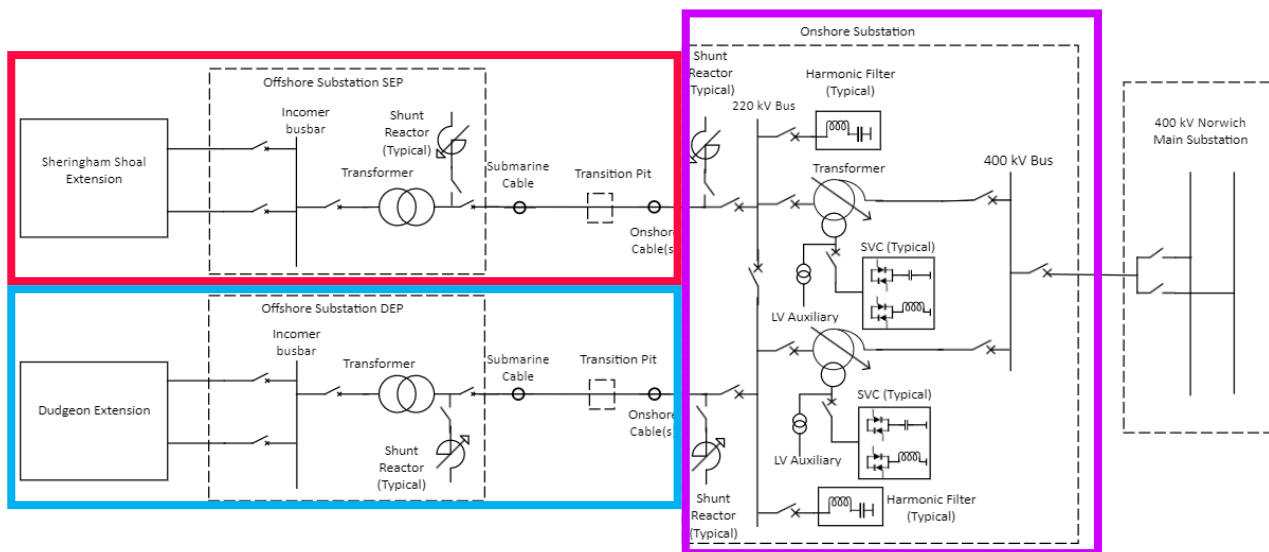 Onshore Substation
Offshore Substation SEP
Incomer
busbar
Shunt
Reactor
(Typical)
Sheringham Shoal
Extension
Transformer
Submarine
Cable
Transition Pit
Onshore
Cable(s)
Shunt
Reactor
(Typical)
Harmonic Filter
(Typical)
220 kV Bus
Transformer
400 kV Bus
SVC (Typical)
LV Auxiliary
400 kV Norwich
Main Substation
Offshore Substation DEP
Incomer
busbar
Transformer
Submarine
Cable
Transition Pit
Dudgeon Extension
Onshore
Cable(s)
Shunt
Reactor
(Typical)
SVC (Typical)
LV Auxiliary
Shunt
Reactor
(Typical)
Harmonic Filter
(Typical)